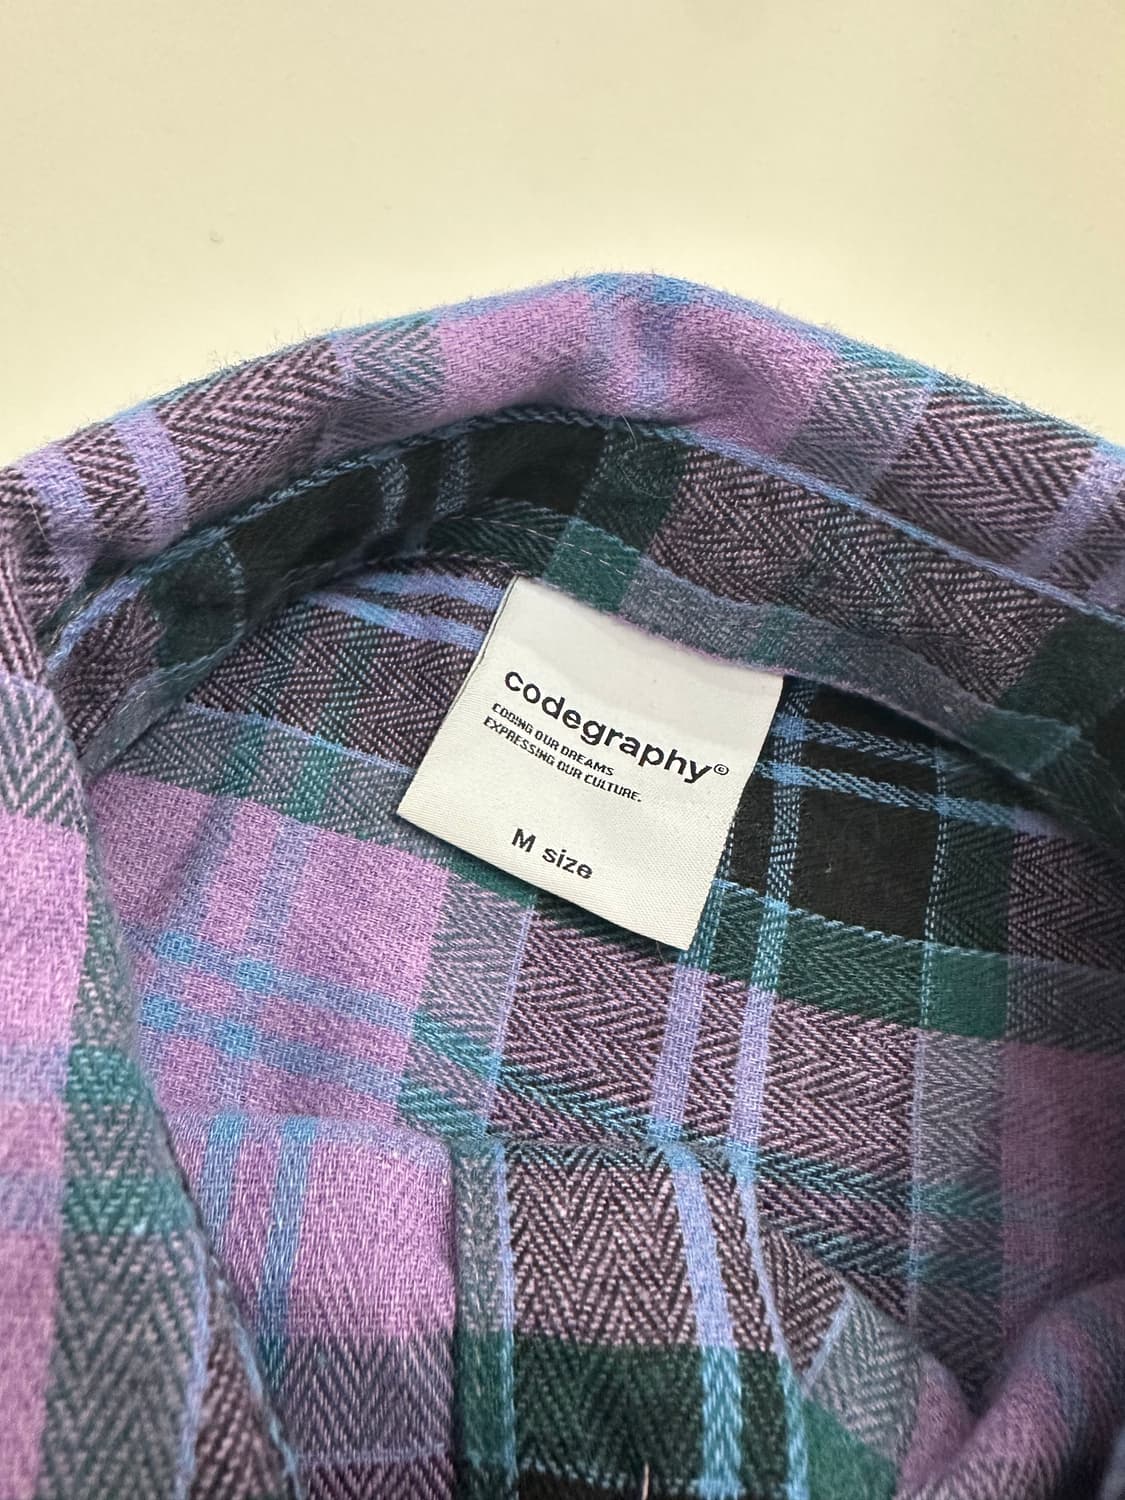 codegraphy©
CODING OUR DREAMS
EXPRESSING OUR CULTURE.
M size